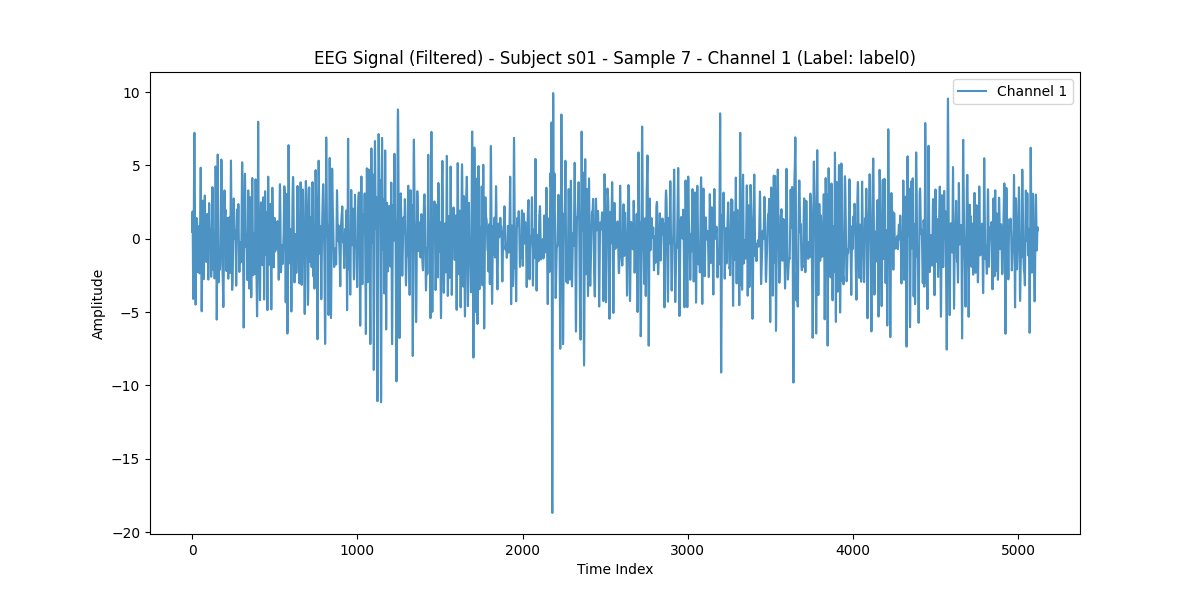 EEG Signal (Filtered) - Subject s01 - Sample 7 - Channel 1 (Label: label0)
Channel 1
10
5
0
−5
−10
−15
−20
Amplitude
0 1000 2000 3000 4000 5000
Time Index